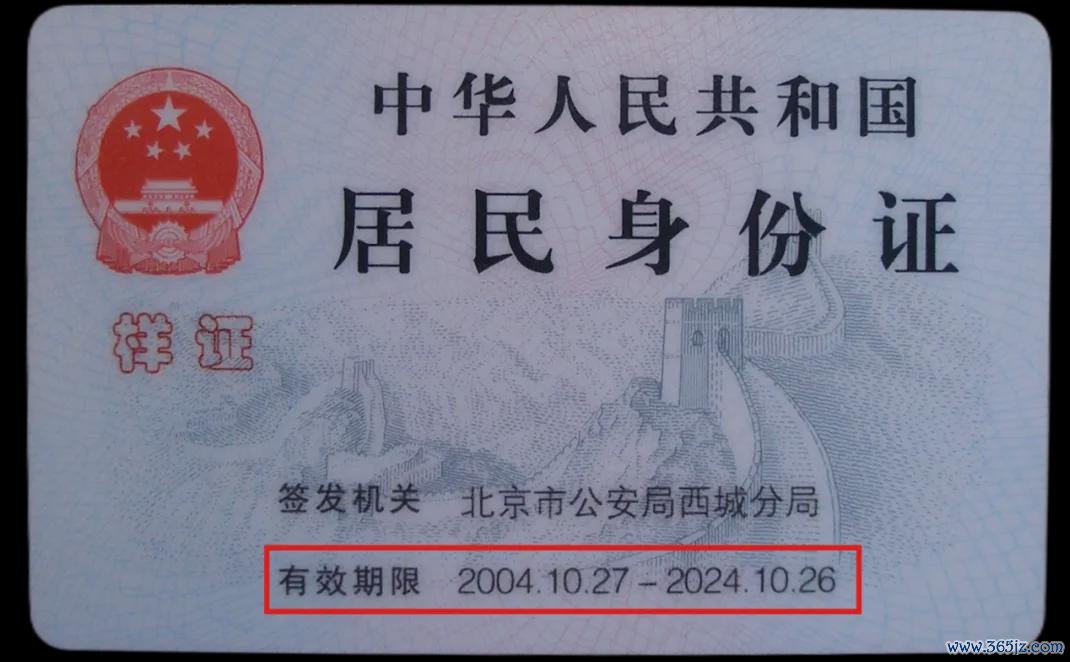 中华人民共和国
居民身份证
样证
签发机关 北京市公安局西城分局
有效期限 2004.10.27-2024.10.26
www.365jz.com